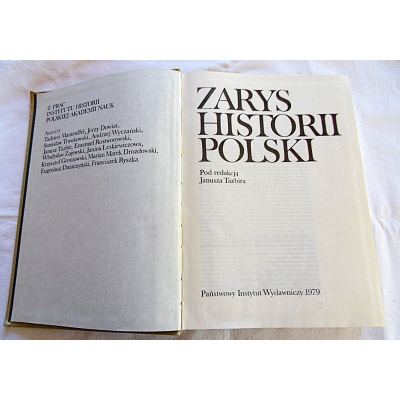 Z PRAC
INSTYTUTU HISTORII
POLSKIEJ AKADEMII NAUK
Autorzy
Tadeusz Manteuffel, Jerzy Dowiat,
Stanisław Trawkowski, Andrzej Wyczański,
Janusz Tazbir, Emanuel Rostworowski,
Władysław Zajewski, Janina Leskiewiczowa,
Krzysztof Groniowski, Marian Marek Drozdowski,
Eugeniusz Duraczyński, Franciszek Ryszka
ZARYS
HISTORII
POLSKI
Pod redakcją
Janusza Tazbira
Państwowy Instytut Wydawniczy 1979